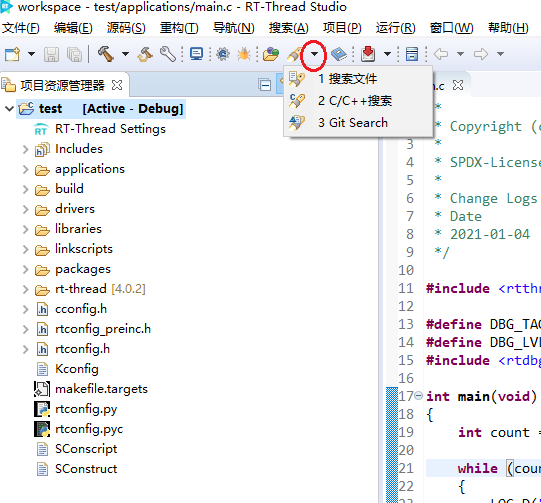 workspace - test/applications/main.c - RT-Thread Studio
文件(F) 编辑(E) 源码(S) 重构(T) 导航(N) 搜索(A) 项目(P) 运行(R) 窗口(W) 帮助(H)
项目资源管理器
.c
1 搜索文件
2 C/C++搜索
3 Git Search
test [Active - Debug]
RT-Thread Settings
Includes
applications
build
drivers
libraries
linkscripts
packages
rt-thread [4.0.2]
cconfig.h
rtconfig_preinc.h
rtconfig.h
Kconfig
makefile.targets
rtconfig.py
rtconfig.pyc
SConscript
SConstruct
*
* Copyright (c
3 *
4 * SPDX-License
5 *
6 * Change Logs
7 * Date
8 * 2021-01-04
9 */
10
11 #include <rtthr
12
13 #define DBG_TAG
14 #define DBG_LVL
15 #include <rtdbg
16
17 int main(void)
18 {
19 int count =
20
21 while (coun
22 {